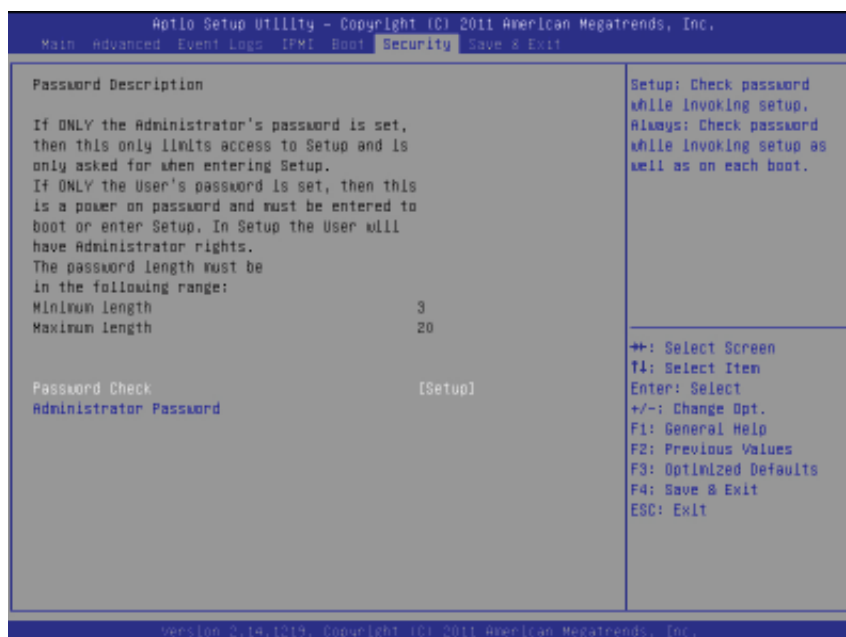 Aptio Setup Utility – Copyright (C) 2011 American Megatrends, Inc.
Main Advanced Event Logs IPMI Boot Security Save & Exit
Password Description
If ONLY the Administrator's password is set,
then this only limits access to Setup and is
only asked for when entering Setup.
If ONLY the User's password is set, then this
is a power on password and must be entered to
boot or enter Setup. In Setup the User will
have Administrator rights.
The password length must be
in the following range:
Minimum length 3
Maximum length 20
Password Check [Setup]
Administrator Password
Setup: Check password
while invoking setup.
Always: Check password
while invoking setup as
well as on each boot.
→←: Select Screen
↑↓: Select Item
Enter: Select
+/-: Change Opt.
F1: General Help
F2: Previous Values
F3: Optimized Defaults
F4: Save & Exit
ESC: Exit
Version 2.14.1219. Copyright (C) 2011 American Megatrends, Inc.